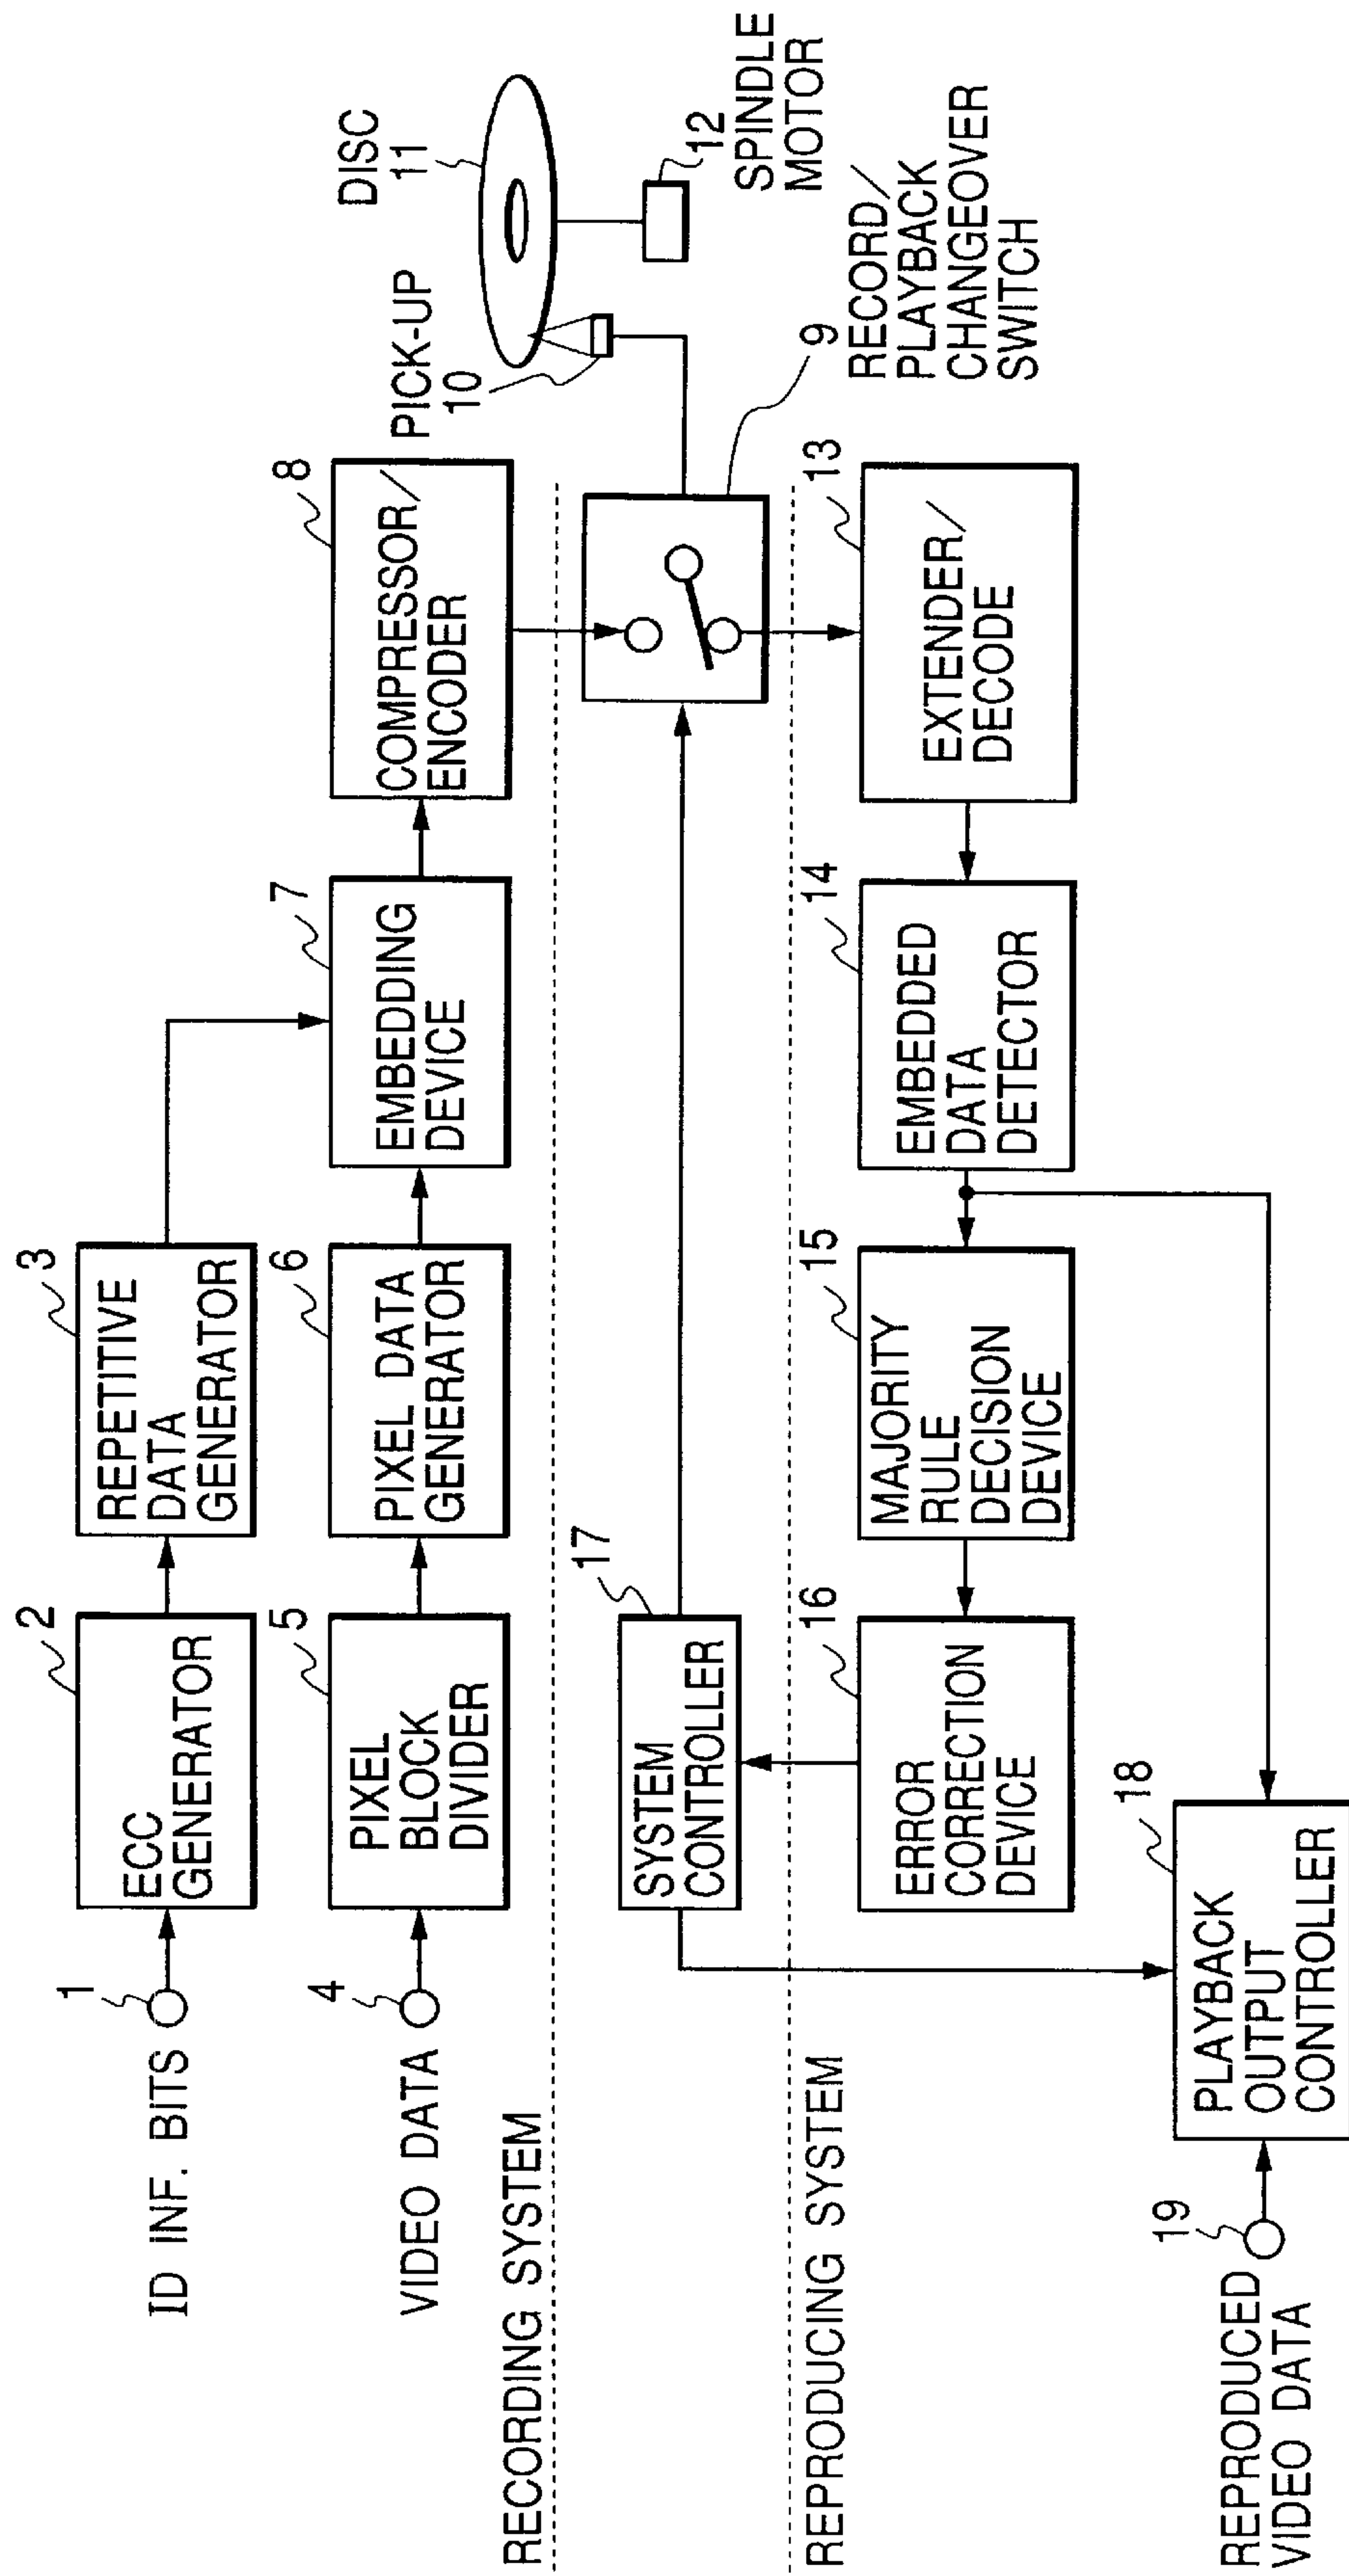 1
ID INF. BITS
2
ECC
GENERATOR
3
REPETITIVE
DATA
GENERATOR
4
VIDEO DATA
5
PIXEL
BLOCK
DIVIDER
6
PIXEL DATA
GENERATOR
7
EMBEDDING
DEVICE
8
COMPRESSOR/
ENCODER
PICK-UP
10
DISC
11
12
SPINDLE
MOTOR
RECORDING SYSTEM
17
SYSTEM
CONTROLLER
9
RECORD/
PLAYBACK
CHANGEOVER
SWITCH
REPRODUCING SYSTEM
16
ERROR
CORRECTION
DEVICE
15
MAJORITY
RULE
DECISION
DEVICE
14
EMBEDDED
DATA
DETECTOR
13
EXTENDER/
DECODE
19
REPRODUCED
VIDEO DATA
18
PLAYBACK
OUTPUT
CONTROLLER